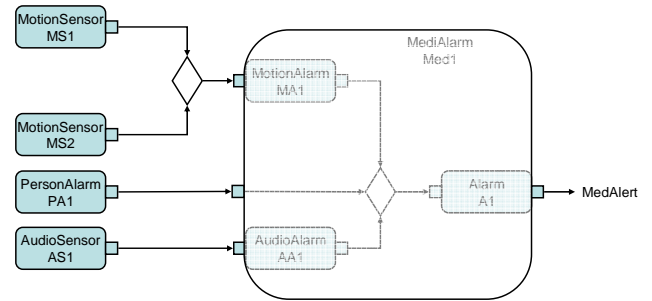 MotionSensor
MS1
MediAlarm
Med1
MotionAlarm
MA1
MotionSensor
MS2
PersonAlarm
PA1
Alarm
A1
MedAlert
AudioSensor
AS1
AudioAlarm
AA1